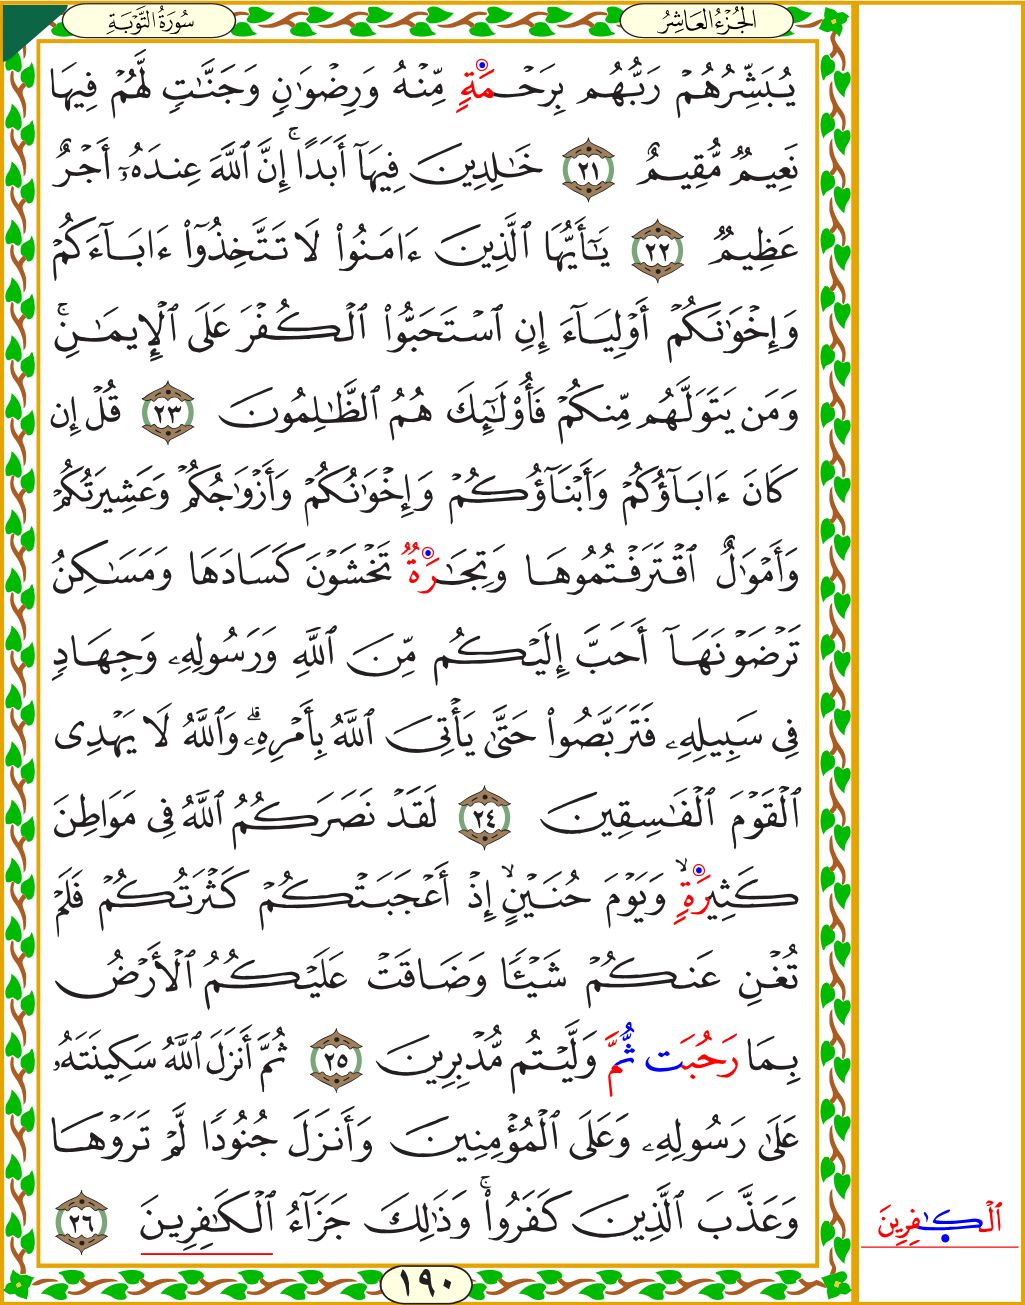 سُورَةُ التَّوْبَةِ
الجُزْءُ العَاشِرُ
يُبَشِّرُهُمْ رَبُّهُم بِرَحْمَةٍ مِّنْهُ وَرِضْوَٰنٍ وَجَنَّٰتٍ لَّهُمْ فِيهَا
نَعِيمٌ مُّقِيمٌ ٢١ خَٰلِدِينَ فِيهَآ أَبَدًا ۚ إِنَّ ٱللَّهَ عِندَهُۥٓ أَجْرٌ
عَظِيمٌ ٢٢ يَٰٓأَيُّهَا ٱلَّذِينَ ءَامَنُوا۟ لَا تَتَّخِذُوٓا۟ ءَابَآءَكُمْ
وَإِخْوَٰنَكُمْ أَوْلِيَآءَ إِنِ ٱسْتَحَبُّوا۟ ٱلْكُفْرَ عَلَى ٱلْإِيمَٰنِ ۚ
وَمَن يَتَوَلَّهُم مِّنكُمْ فَأُو۟لَٰٓئِكَ هُمُ ٱلظَّٰلِمُونَ ٢٣ قُلْ إِن
كَانَ ءَابَآؤُكُمْ وَأَبْنَآؤُكُمْ وَإِخْوَٰنُكُمْ وَأَزْوَٰجُكُمْ وَعَشِيرَتُكُمْ
وَأَمْوَٰلٌ ٱقْتَرَفْتُمُوهَا وَتِجَٰرَةٌ تَخْشَوْنَ كَسَادَهَا وَمَسَٰكِنُ
تَرْضَوْنَهَآ أَحَبَّ إِلَيْكُم مِّنَ ٱللَّهِ وَرَسُولِهِۦ وَجِهَادٍ
فِى سَبِيلِهِۦ فَتَرَبَّصُوا۟ حَتَّىٰ يَأْتِىَ ٱللَّهُ بِأَمْرِهِۦ ۗ وَٱللَّهُ لَا يَهْدِى
ٱلْقَوْمَ ٱلْفَٰسِقِينَ ٢٤ لَقَدْ نَصَرَكُمُ ٱللَّهُ فِى مَوَاطِنَ
كَثِيرَةٍ ۙ وَيَوْمَ حُنَيْنٍ ۙ إِذْ أَعْجَبَتْكُمْ كَثْرَتُكُمْ فَلَمْ
تُغْنِ عَنكُمْ شَيْـًٔا وَضَاقَتْ عَلَيْكُمُ ٱلْأَرْضُ
بِمَا رَحُبَت ثُّمَّ وَلَّيْتُم مُّدْبِرِينَ ٢٥ ثُمَّ أَنزَلَ ٱللَّهُ سَكِينَتَهُۥ
عَلَىٰ رَسُولِهِۦ وَعَلَى ٱلْمُؤْمِنِينَ وَأَنزَلَ جُنُودًا لَّمْ تَرَوْهَا
وَعَذَّبَ ٱلَّذِينَ كَفَرُوا۟ ۚ وَذَٰلِكَ جَزَآءُ ٱلْكَٰفِرِينَ ٢٦
ٱلْكَٰفِرِينَ
١٩٠